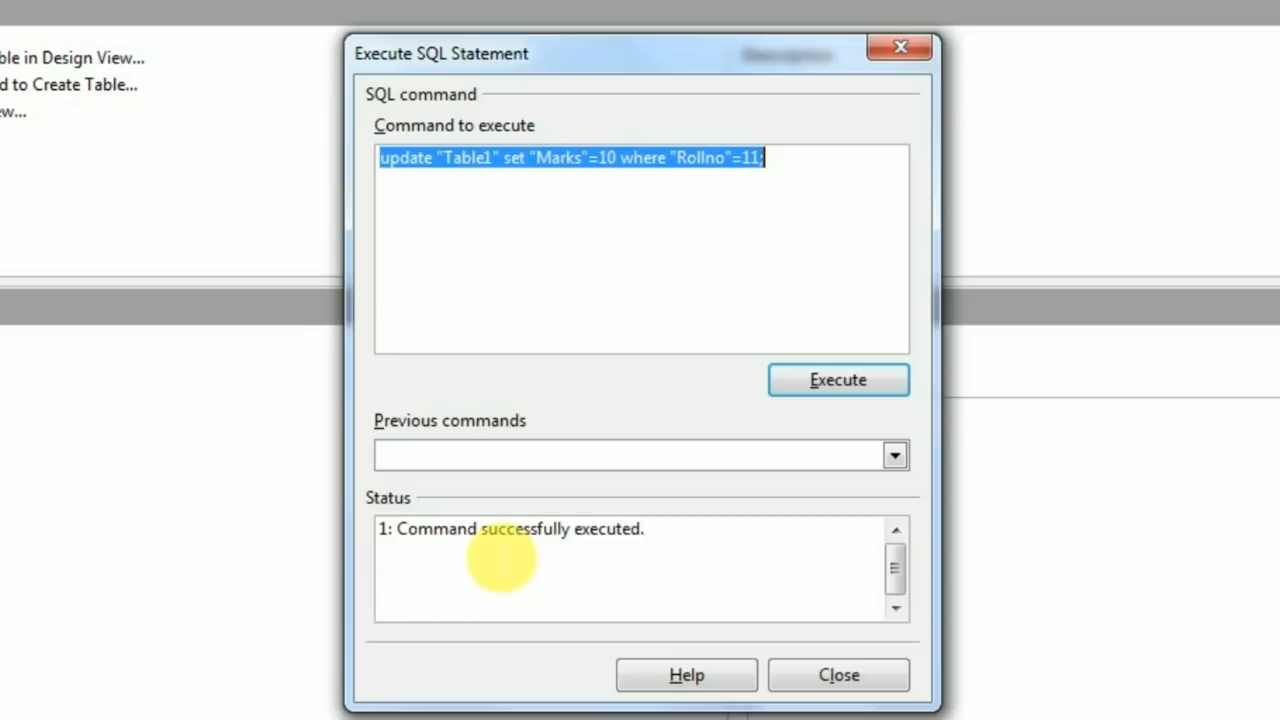 Execute SQL Statement
ble in Design View...
d to Create Table...
ew...
SQL command
Command to execute
update "Table1" set "Marks"=10 where "Rollno"=11;
Execute
Previous commands
Status
1: Command successfully executed.
Help
Close